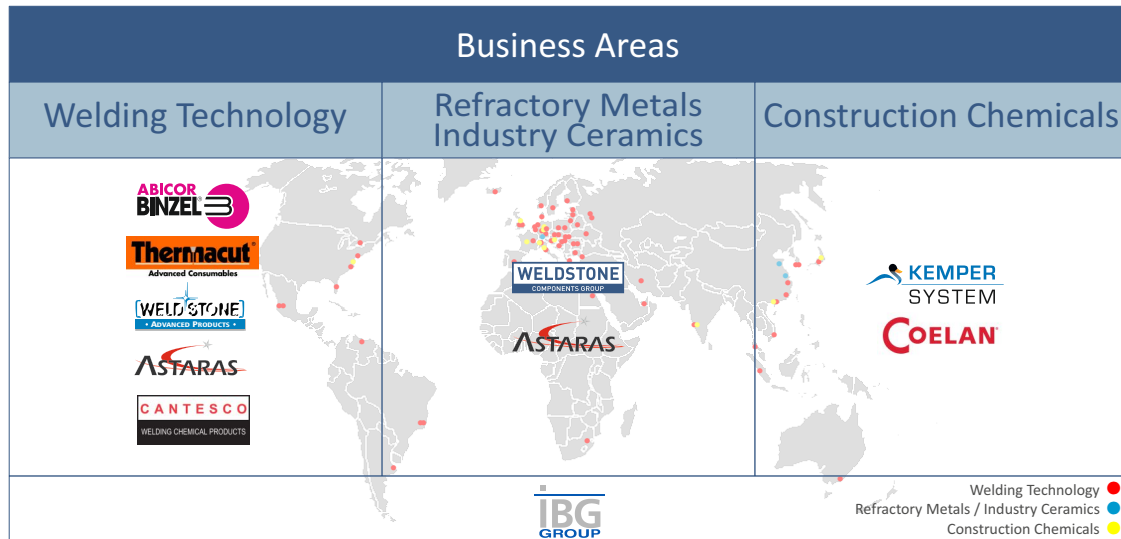 Business Areas
Welding Technology
Refractory Metals
Industry Ceramics
Construction Chemicals
ABICOR
BINZEL®
Thermacut®
Advanced Consumables
WELDSTONE
• ADVANCED PRODUCTS •
ASTARAS
CANTESCO
WELDING CHEMICAL PRODUCTS
WELDSTONE
COMPONENTS GROUP
ASTARAS
KEMPER
SYSTEM
COELAN®
iBG
GROUP
Welding Technology
Refractory Metals / Industry Ceramics
Construction Chemicals